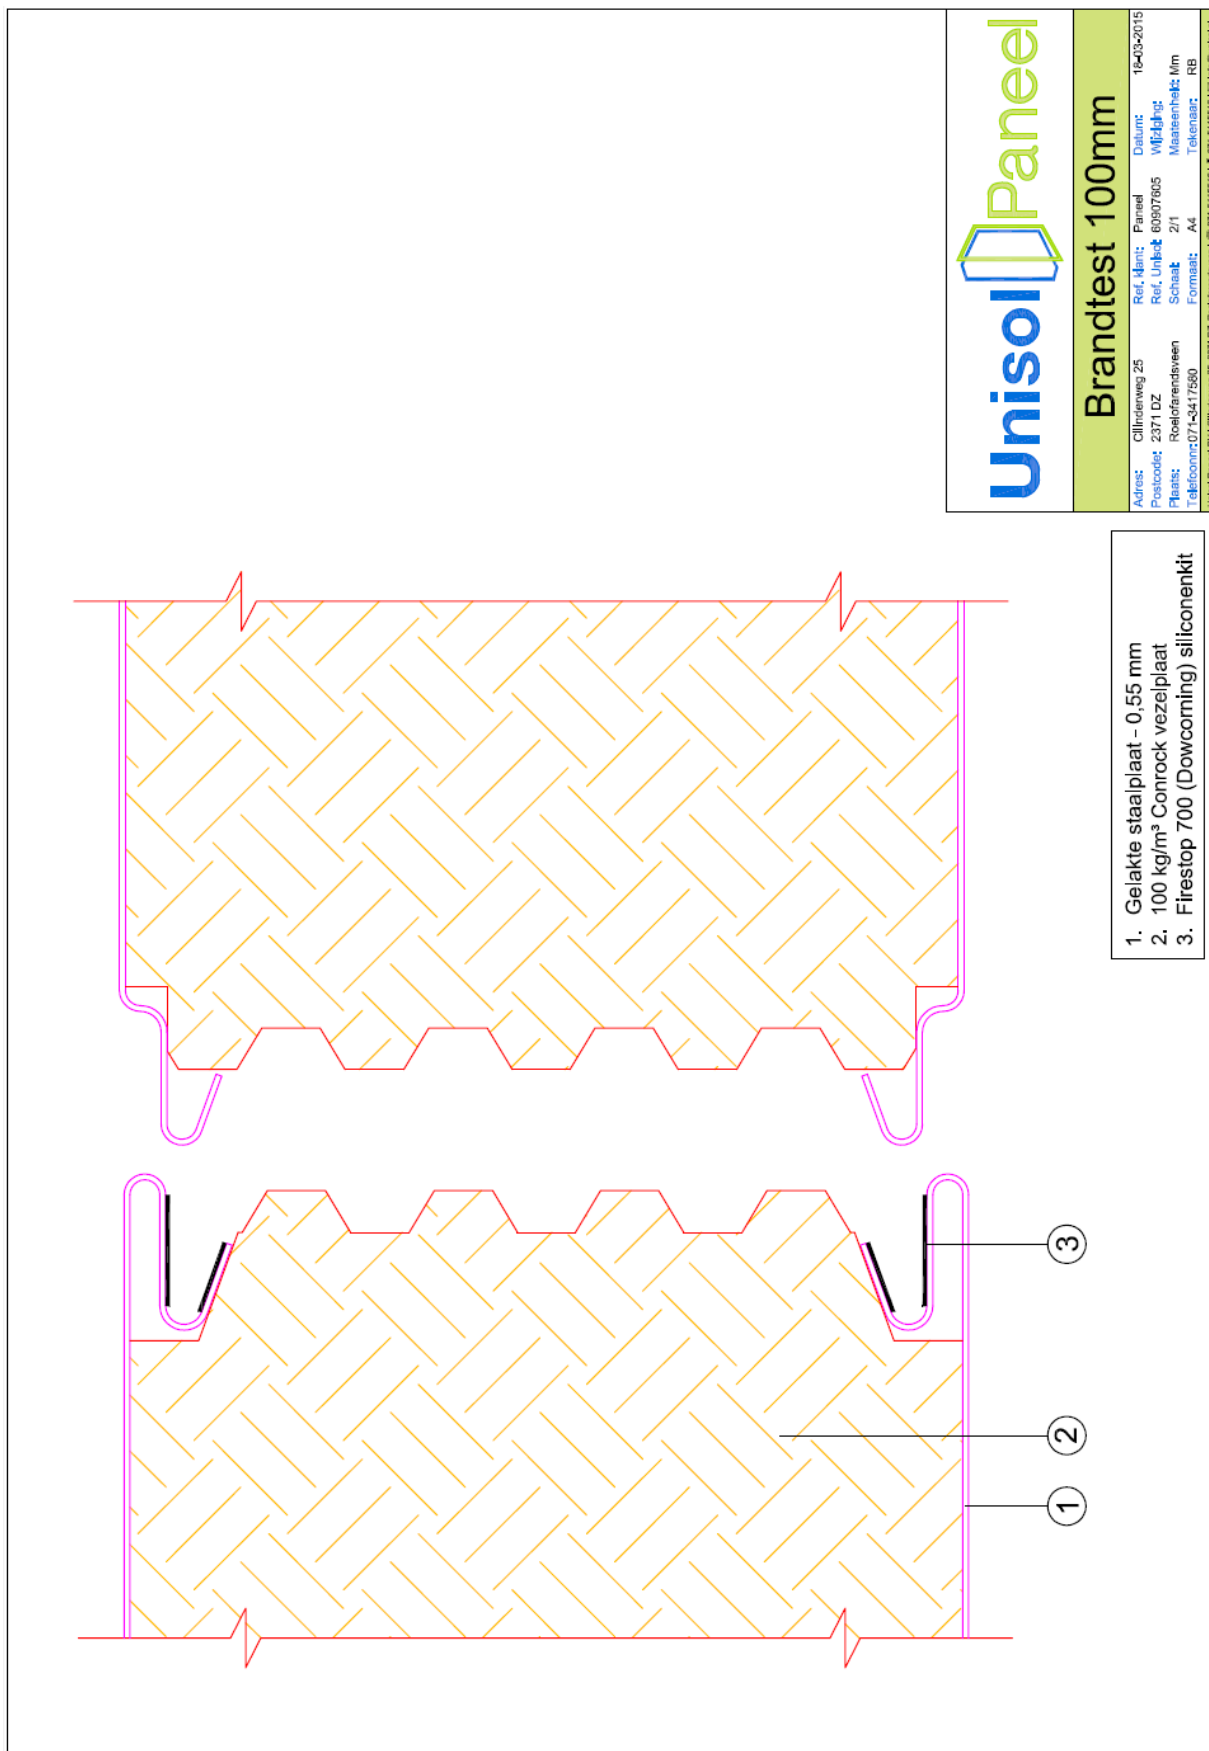 Unisol Paneel
Brandtest 100mm
Adres: Cilinderweg 25 Ref. klant: Paneel Datum: 18-03-2015
Postcode: 2371 DZ Ref. Unisol: 60907605 Wijziging:
Plaats: Roelofarendsveen Schaal: 2/1 Maateenheid: Mm
Telefoonnr: 071-3417580 Formaat: A4 Tekenaar: RB
1. Gelakte staalplaat - 0,55 mm
2. 100 kg/m³ Conrock vezelplaat
3. Firestop 700 (Dowcorning) siliconenkit
1
2
3